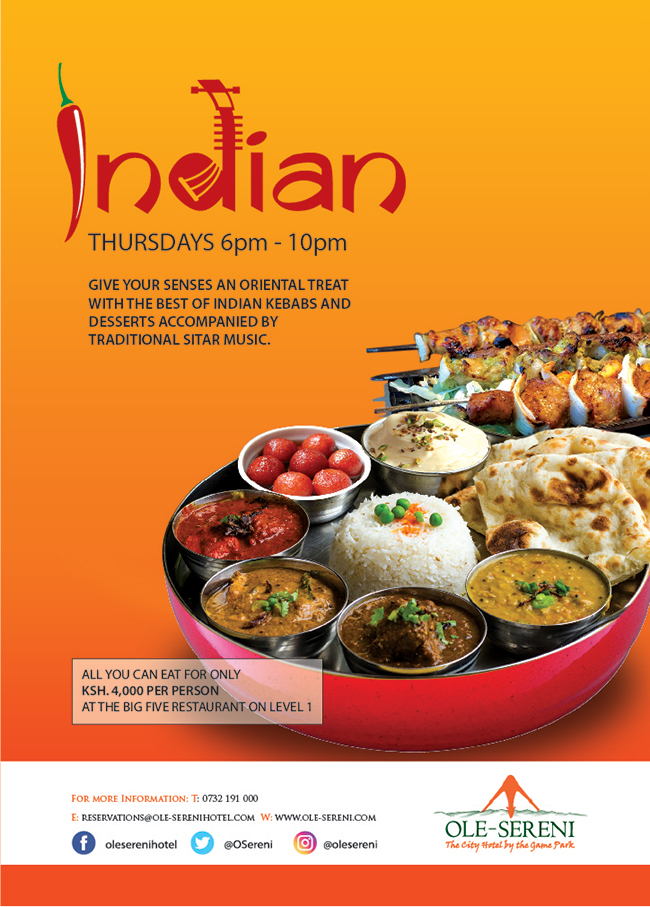 Indian
THURSDAYS 6pm - 10pm
GIVE YOUR SENSES AN ORIENTAL TREAT
WITH THE BEST OF INDIAN KEBABS AND
DESSERTS ACCOMPANIED BY
TRADITIONAL SITAR MUSIC.
ALL YOU CAN EAT FOR ONLY
KSH. 4,000 PER PERSON
AT THE BIG FIVE RESTAURANT ON LEVEL 1
FOR MORE INFORMATION: T: 0732 191 000
E: RESERVATIONS@OLE-SERENIHOTEL.COM W: WWW.OLE-SERENI.COM
oleserenihotel @OSereni @olesereni
OLE-SERENI
The City Hotel by the Game Park